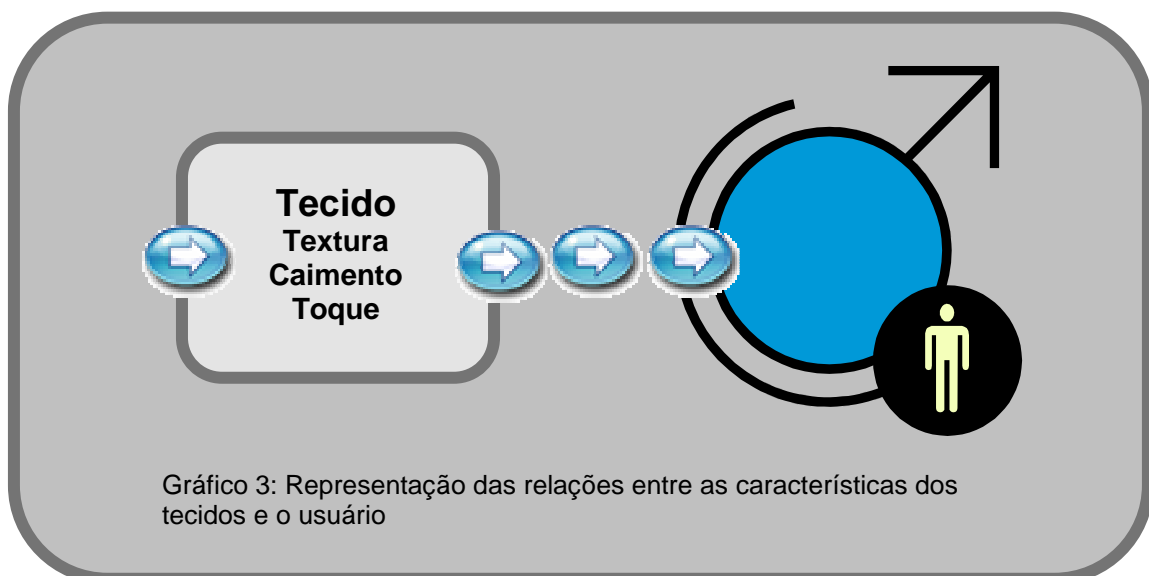 Tecido
Textura
Caimento
Toque
Gráfico 3: Representação das relações entre as características dos
tecidos e o usuário